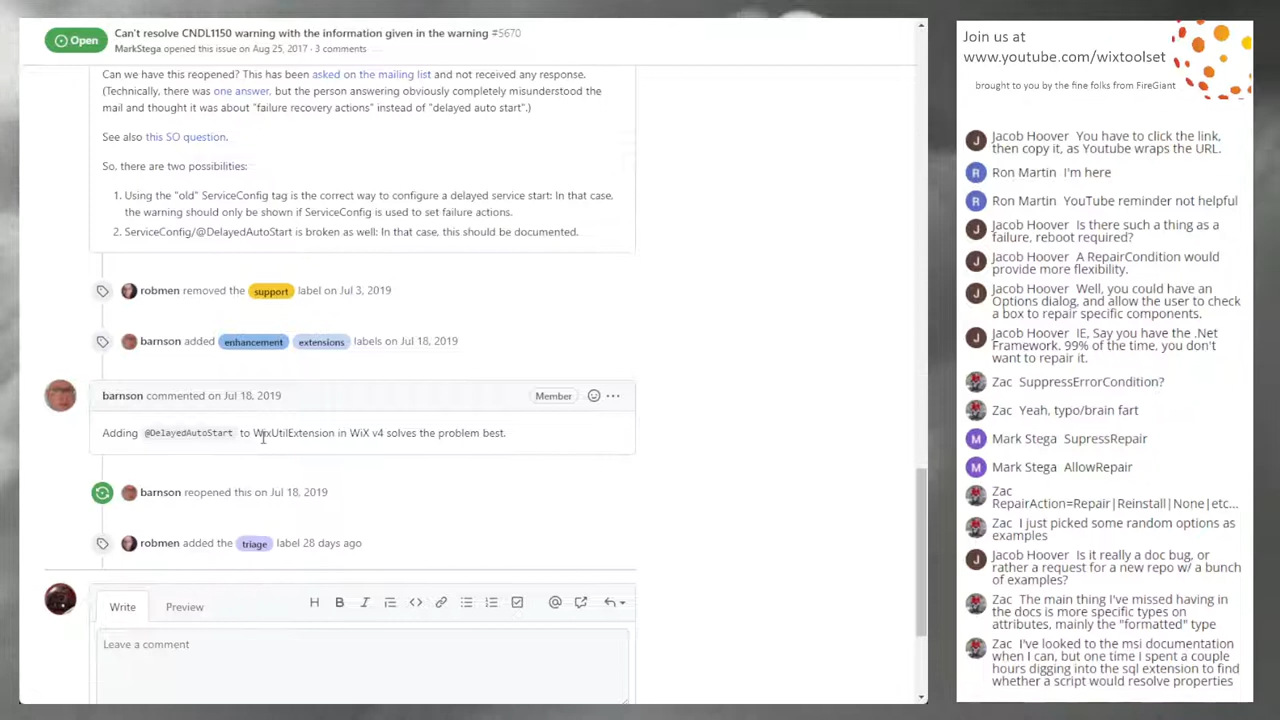 Open
Can't resolve CNDL1150 warning with the information given in the warning #5670
MarkStega opened this issue on Aug 25, 2017 · 3 comments
Can we have this reopened? This has been asked on the mailing list and not received any response.
(Technically, there was one answer, but the person answering obviously completely misunderstood the
mail and thought it was about "failure recovery actions" instead of "delayed auto start".)
See also this SO question.
So, there are two possibilities:
1. Using the "old" ServiceConfig tag is the correct way to configure a delayed service start: In that case,
the warning should only be shown if ServiceConfig is used to set failure actions.
2. ServiceConfig/@DelayedAutoStart is broken as well: In that case, this should be documented.
robmen removed the support label on Jul 3, 2019
barnson added enhancement extensions labels on Jul 18, 2019
barnson commented on Jul 18, 2019
Member
Adding @DelayedAutoStart to WixUtilExtension in WiX v4 solves the problem best.
barnson reopened this on Jul 18, 2019
robmen added the triage label 28 days ago
Write
Preview
Leave a comment
Join us at
www.youtube.com/wixtoolset
brought to you by the fine folks from FireGiant
Jacob Hoover You have to click the link,
then copy it, as Youtube wraps the URL.
Ron Martin I'm here
Ron Martin YouTube reminder not helpful
Jacob Hoover Is there such a thing as a
failure, reboot required?
Jacob Hoover A RepairCondition would
provide more flexibility.
Jacob Hoover Well, you could have an
Options dialog, and allow the user to check
a box to repair specific components.
Jacob Hoover IE, Say you have the .Net
Framework. 99% of the time, you don't
want to repair it.
Zac SuppressErrorCondition?
Zac Yeah, typo/brain fart
Mark Stega SupressRepair
Mark Stega AllowRepair
Zac
RepairAction=Repair|Reinstall|None|etc...
Zac I just picked some random options as
examples
Jacob Hoover Is it really a doc bug, or
rather a request for a new repo w/ a bunch
of examples?
Zac The main thing I've missed having in
the docs is more specific types on
attributes, mainly the "formatted" type
Zac I've looked to the msi documentation
when I can, but one time I spent a couple
hours digging into the sql extension to find
whether a script would resolve properties